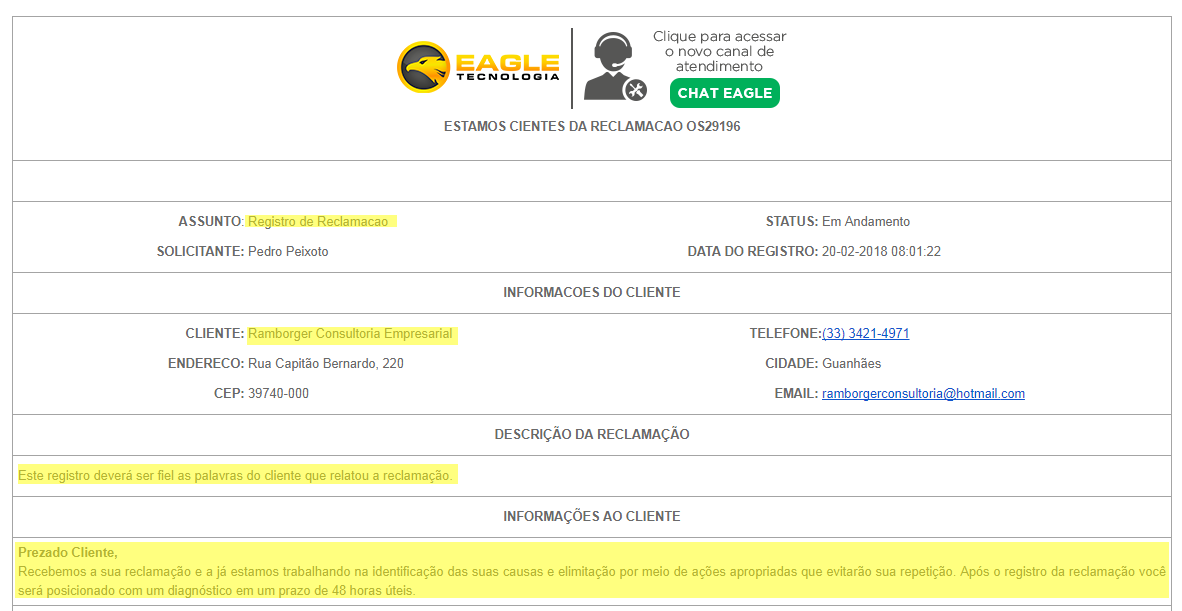 EAGLE
TECNOLOGIA
Clique para acessar
o novo canal de
atendimento
CHAT EAGLE
ESTAMOS CIENTES DA RECLAMACAO OS29196
ASSUNTO: Registro de Reclamacao
STATUS: Em Andamento
SOLICITANTE: Pedro Peixoto
DATA DO REGISTRO: 20-02-2018 08:01:22
INFORMACOES DO CLIENTE
CLIENTE: Ramborger Consultoria Empresarial
TELEFONE:(33) 3421-4971
ENDERECO: Rua Capitão Bernardo, 220
CIDADE: Guanhães
CEP: 39740-000
EMAIL: ramborgerconsultoria@hotmail.com
DESCRIÇÃO DA RECLAMAÇÃO
Este registro deverá ser fiel as palavras do cliente que relatou a reclamação.
INFORMAÇÕES AO CLIENTE
Prezado Cliente,
Recebemos a sua reclamação e a já estamos trabalhando na identificação das suas causas e elimitação por meio de ações apropriadas que evitarão sua repetição. Após o registro da reclamação você
será posicionado com um diagnóstico em um prazo de 48 horas úteis.